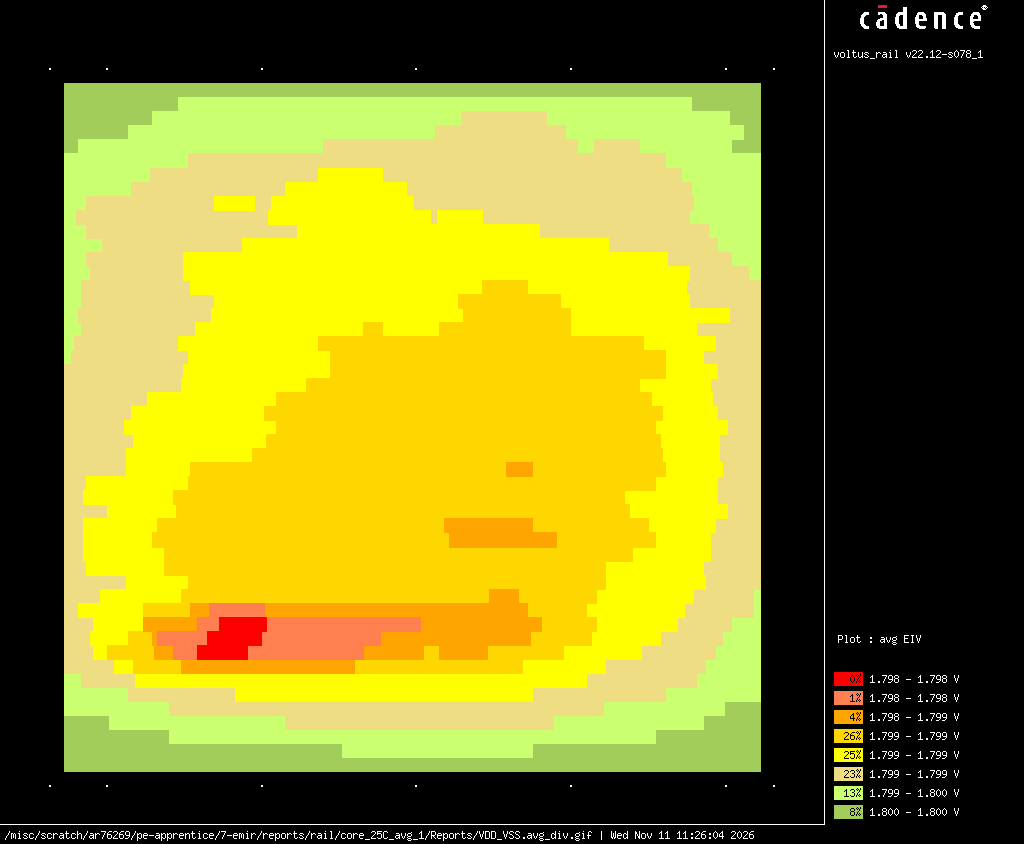 cādence®
voltus_rail v22.12-s078_1
Plot : avg EIV
0% 1.798 - 1.798 V
1% 1.798 - 1.798 V
4% 1.798 - 1.799 V
26% 1.799 - 1.799 V
25% 1.799 - 1.799 V
23% 1.799 - 1.799 V
13% 1.799 - 1.800 V
8% 1.800 - 1.800 V
/misc/scratch/ar76269/pe-apprentice/7-emir/reports/rail/core_25C_avg_1/Reports/VDD_VSS.avg_div.gif | Wed Nov 11 11:26:04 2026